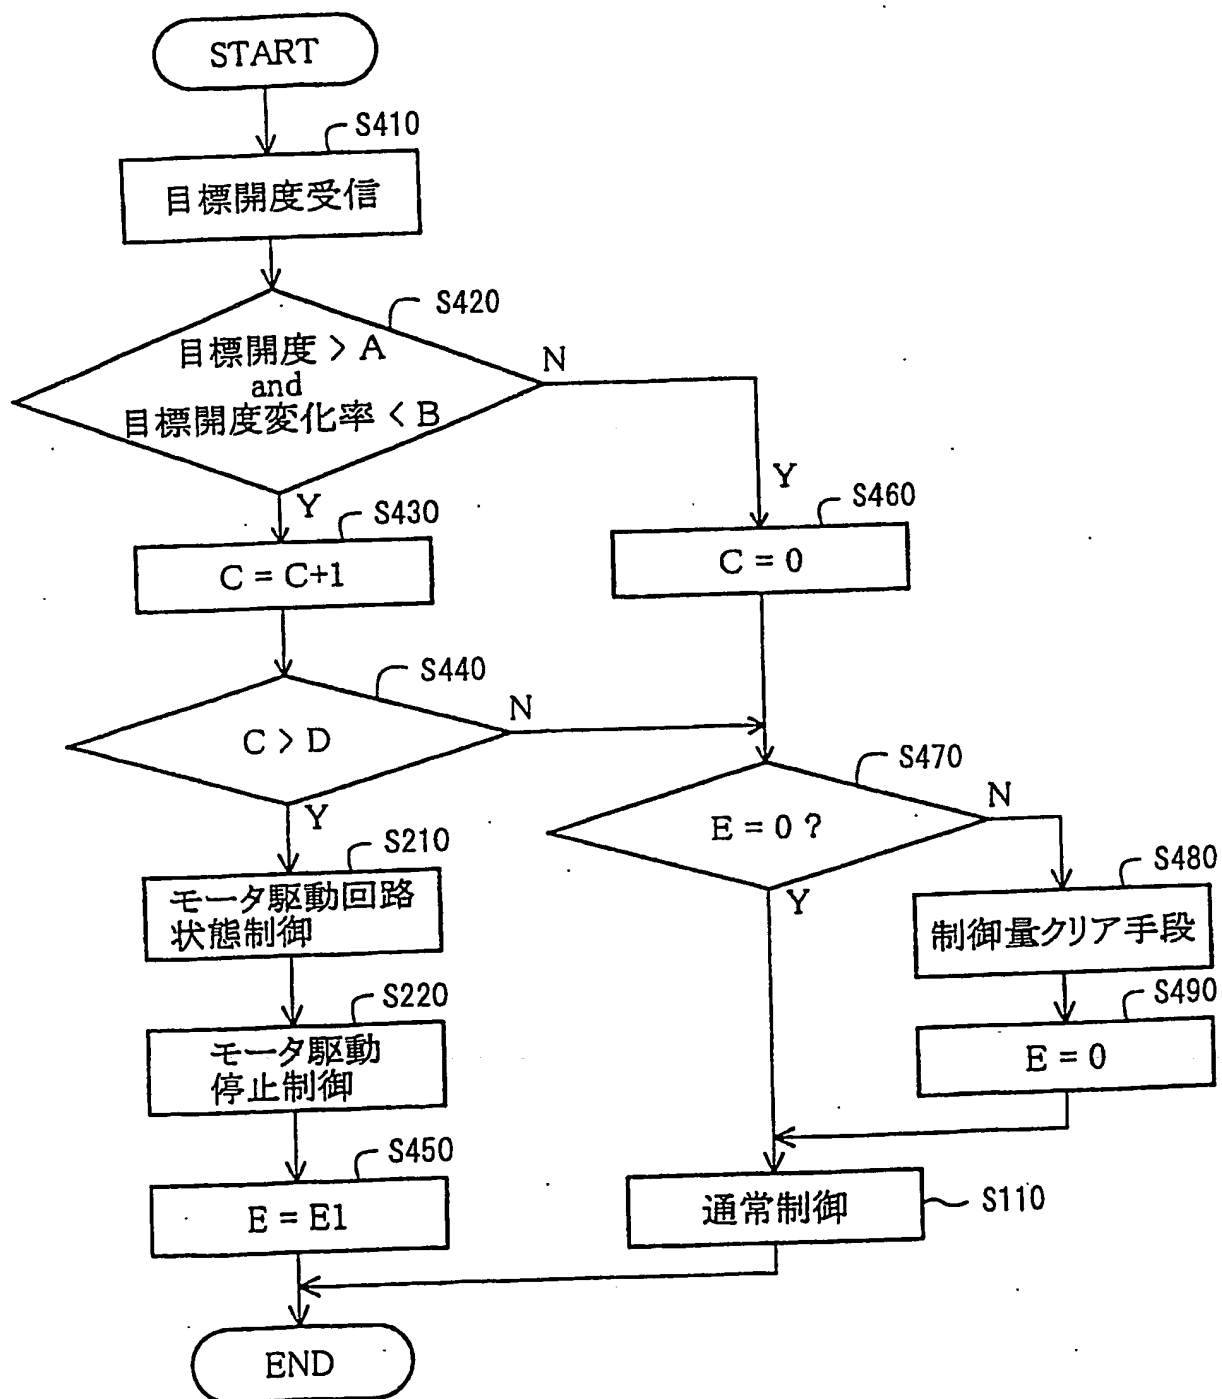 START
S410
目標開度受信
S420
目標開度 > A
and
目標開度変化率 < B
N
Y
Y
S430
C = C+1
S460
C = 0
S440
C > D
N
Y
S470
E = 0 ?
N
Y
S210
モータ駆動回路
状態制御
S480
制御量クリア手段
S220
モータ駆動
停止制御
S490
E = 0
S450
E = E1
通常制御
S110
END